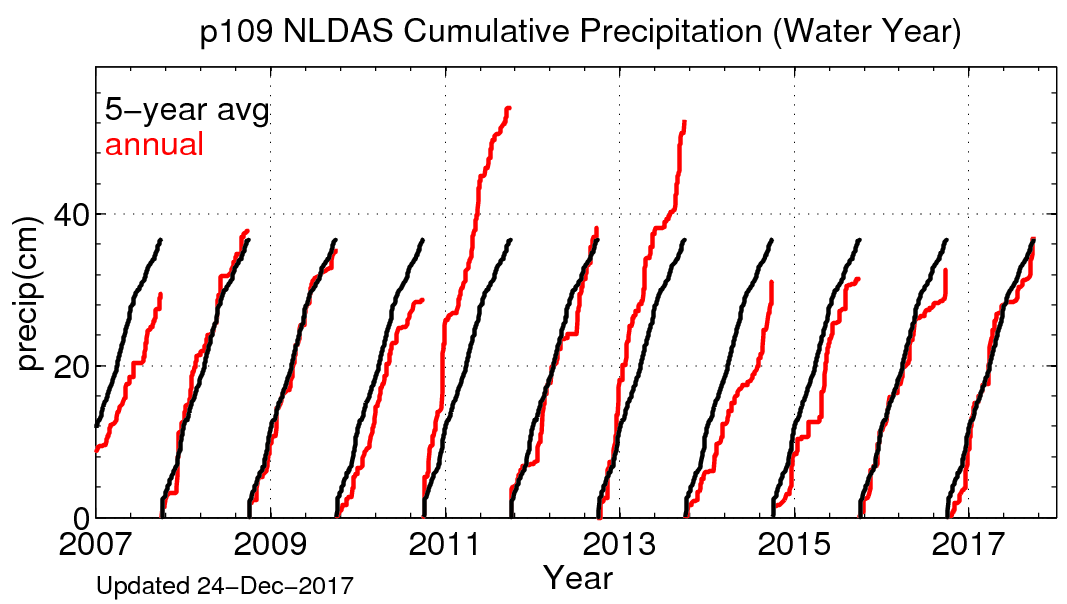 p109 NLDAS Cumulative Precipitation (Water Year)
5−year avg
annual
precip(cm)
40
20
0
2007 2009 2011 2013 2015 2017
Year
Updated 24−Dec−2017